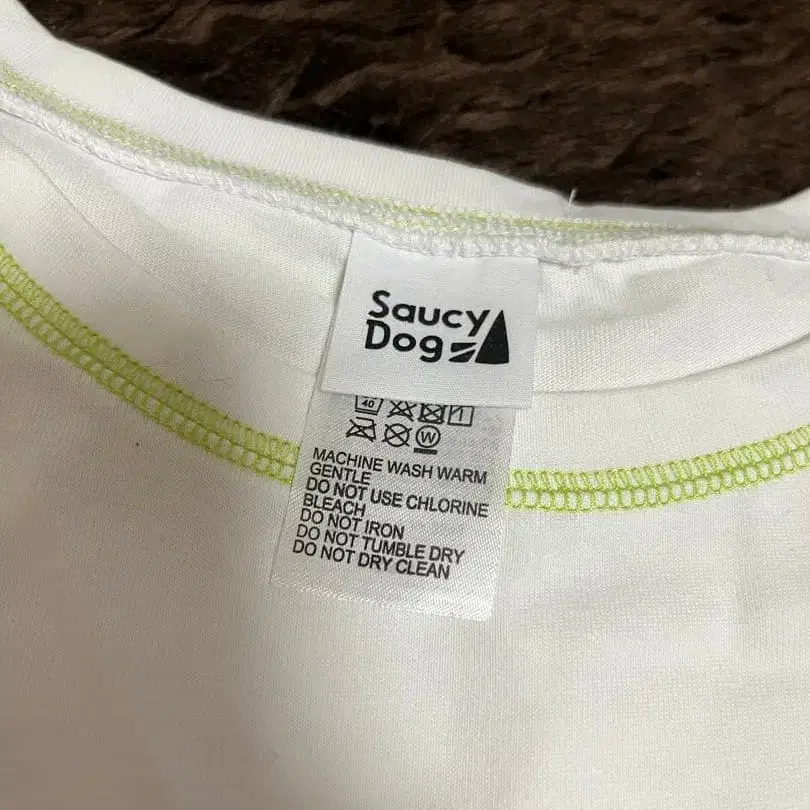 Saucy
Dog
40
W
MACHINE WASH WARM
GENTLE
DO NOT USE CHLORINE
BLEACH
DO NOT IRON
DO NOT TUMBLE DRY
DO NOT DRY CLEAN